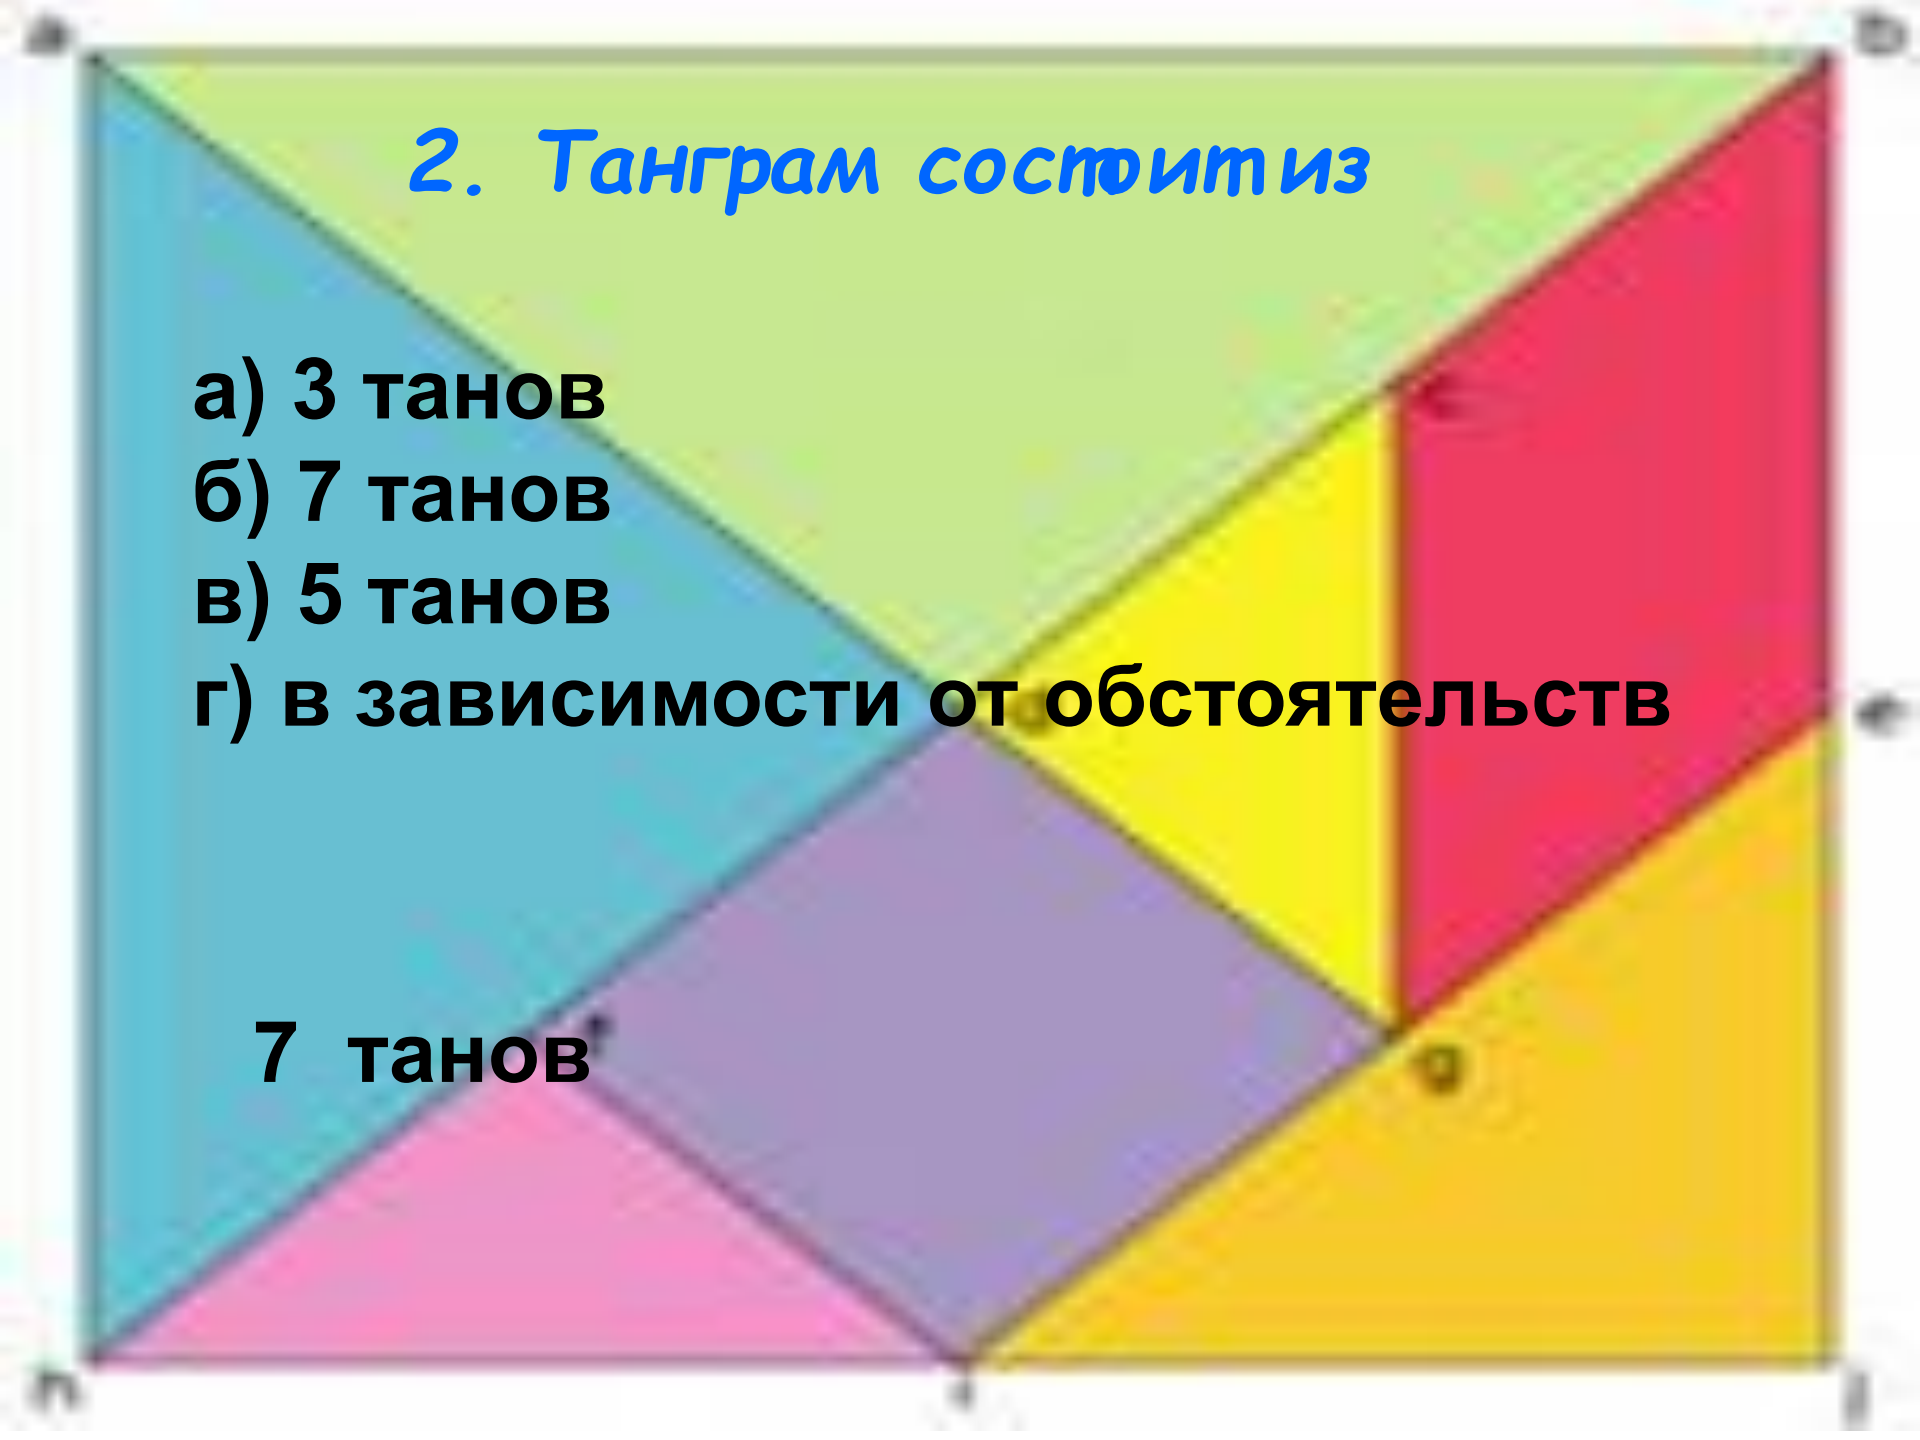 2. Танграм состоит из
а) 3 танов
б) 7 танов
в) 5 танов
г) в зависимости от обстоятельств
7 танов